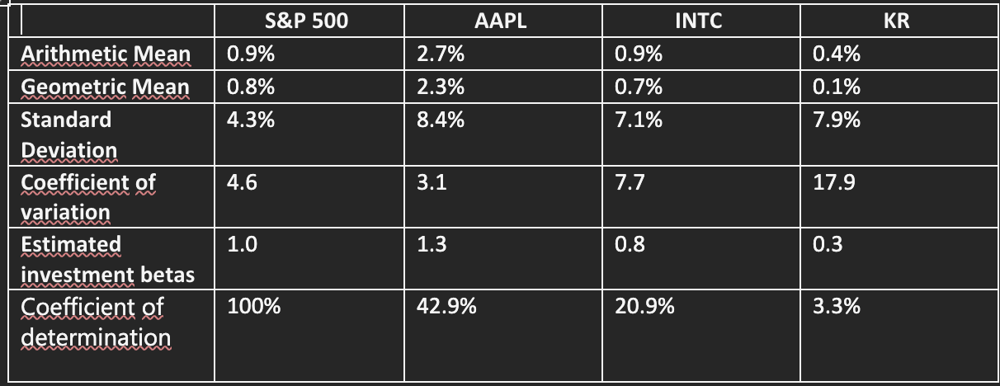 S&P 500 AAPL INTC KR
Arithmetic Mean 0.9% 2.7% 0.9% 0.4%
Geometric Mean 0.8% 2.3% 0.7% 0.1%
Standard 4.3% 8.4% 7.1% 7.9%
Deviation
Coefficient of 4.6 3.1 7.7 17.9
variation
Estimated 1.0 1.3 0.8 0.3
investment betas
Coefficient of 100% 42.9% 20.9% 3.3%
determination